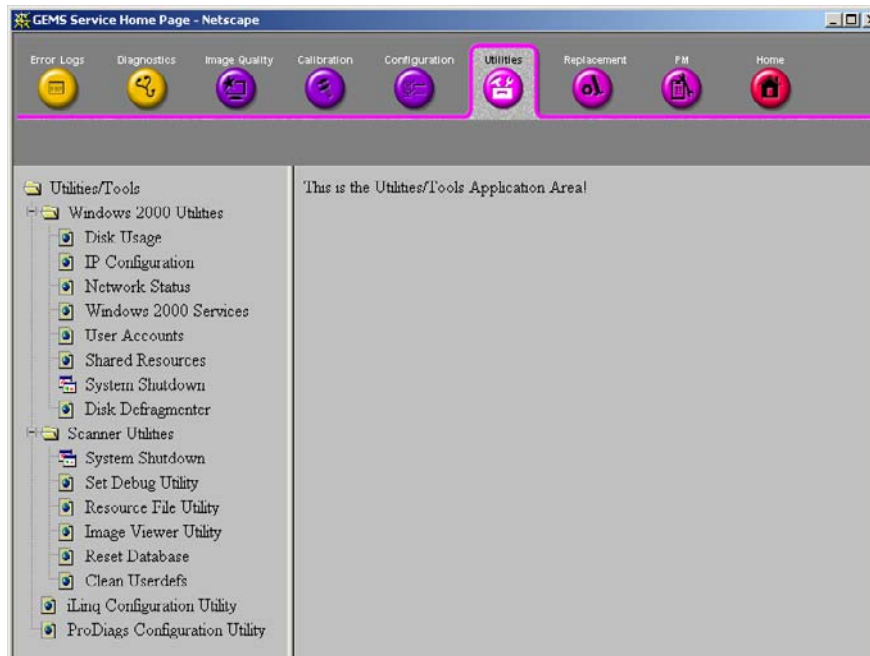 GEMS Service Home Page - Netscape
Error Logs Diagnostics Image Quality Calibration Configuration Utilities Replacement PM Home
Utilities/Tools
This is the Utilities/Tools Application Area!
Windows 2000 Utilities
Disk Usage
IP Configuration
Network Status
Windows 2000 Services
User Accounts
Shared Resources
System Shutdown
Disk Defragmenter
Scanner Utilities
System Shutdown
Set Debug Utility
Resource File Utility
Image Viewer Utility
Reset Database
Clean Userdefs
iLinq Configuration Utility
ProDiags Configuration Utility